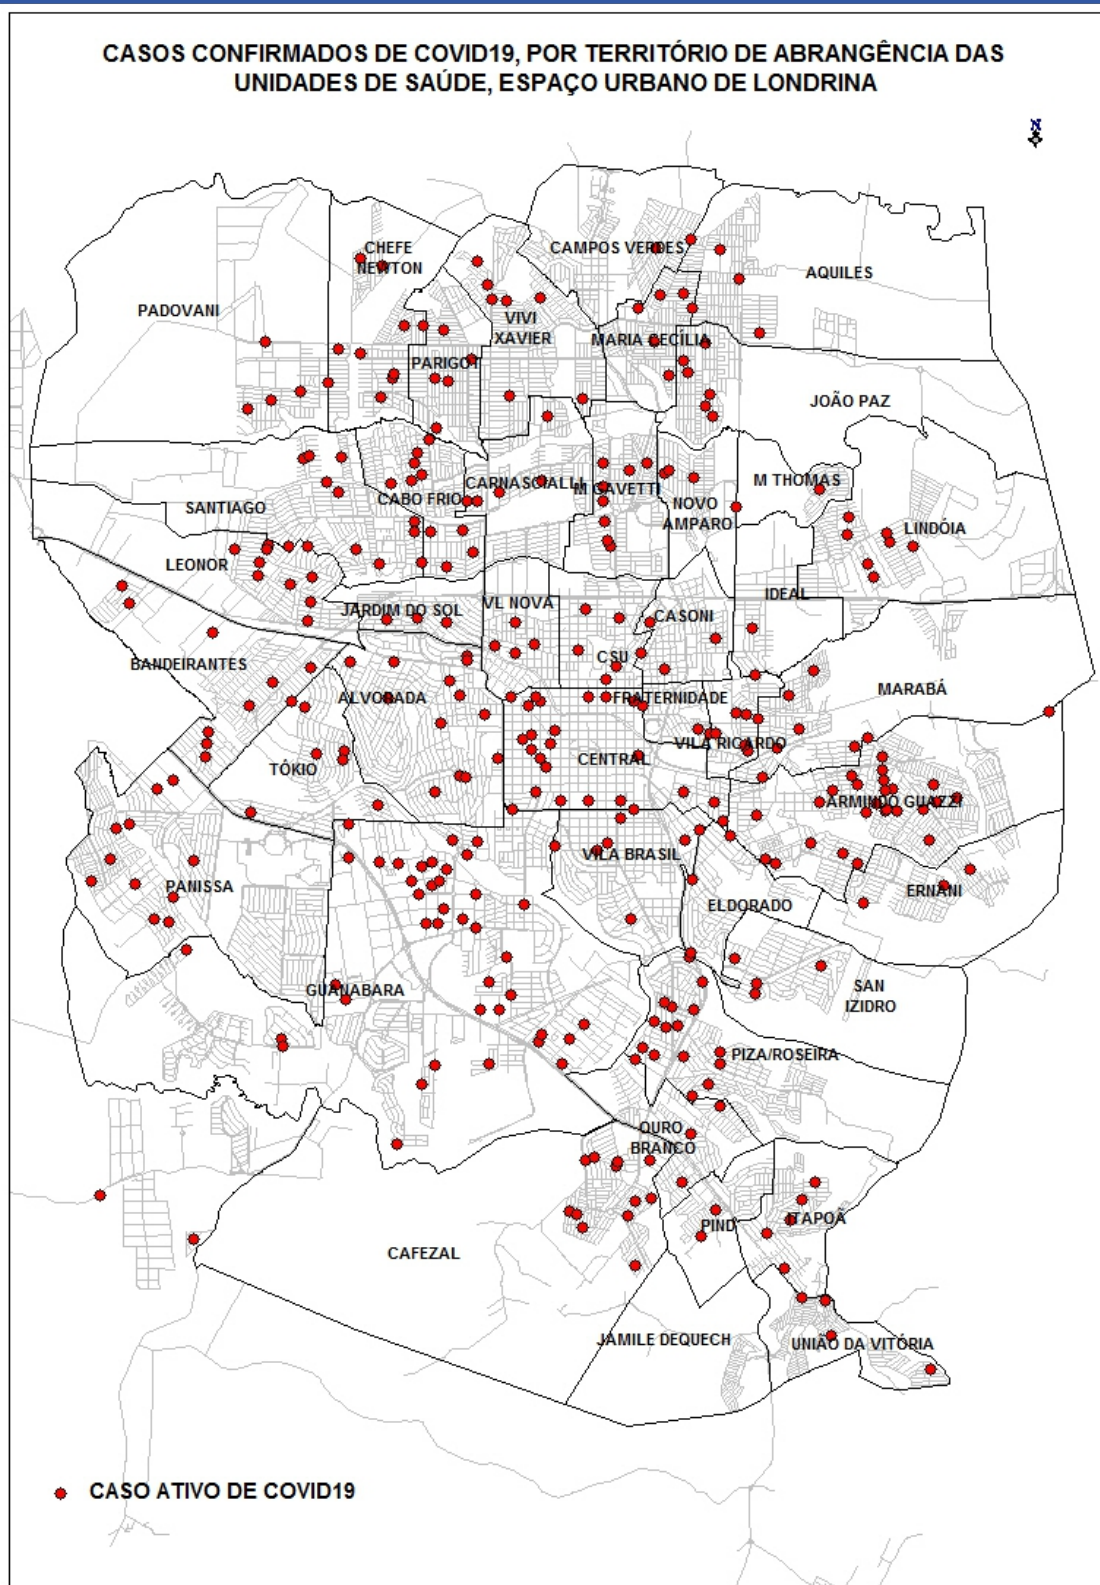 CASOS CONFIRMADOS DE COVID19, POR TERRITÓRIO DE ABRANGÊNCIA DAS
UNIDADES DE SAÚDE, ESPAÇO URBANO DE LONDRINA
N
CHEFE
NEWTON
CAMPOS VERDES
AQUILES
PADOVANI
VIVI
XAVIER
MARIA CECÍLIA
PARIGOT
JOÃO PAZ
M THOMAS
CARNASCIALLI
M GAVETTI
CABO FRIO
SANTIAGO
NOVO
AMPARO
LINDÓIA
LEONOR
IDEAL
VL NOVA
JARDIM DO SOL
CASONI
CSU
BANDEIRANTES
MARABÁ
ALVORADA
FRATERNIDADE
VILA RICARDO
CENTRAL
TÓKIO
ARMINDO GUAZZI
VILA BRASIL
PANISSA
ERNANI
ELDORADO
GUANABARA
SAN
IZIDRO
PIZA/ROSEIRA
OURO
BRANCO
PIND
ITAPOÃ
CAFEZAL
JAMILE DEQUECH
UNIÃO DA VITÓRIA
CASO ATIVO DE COVID19